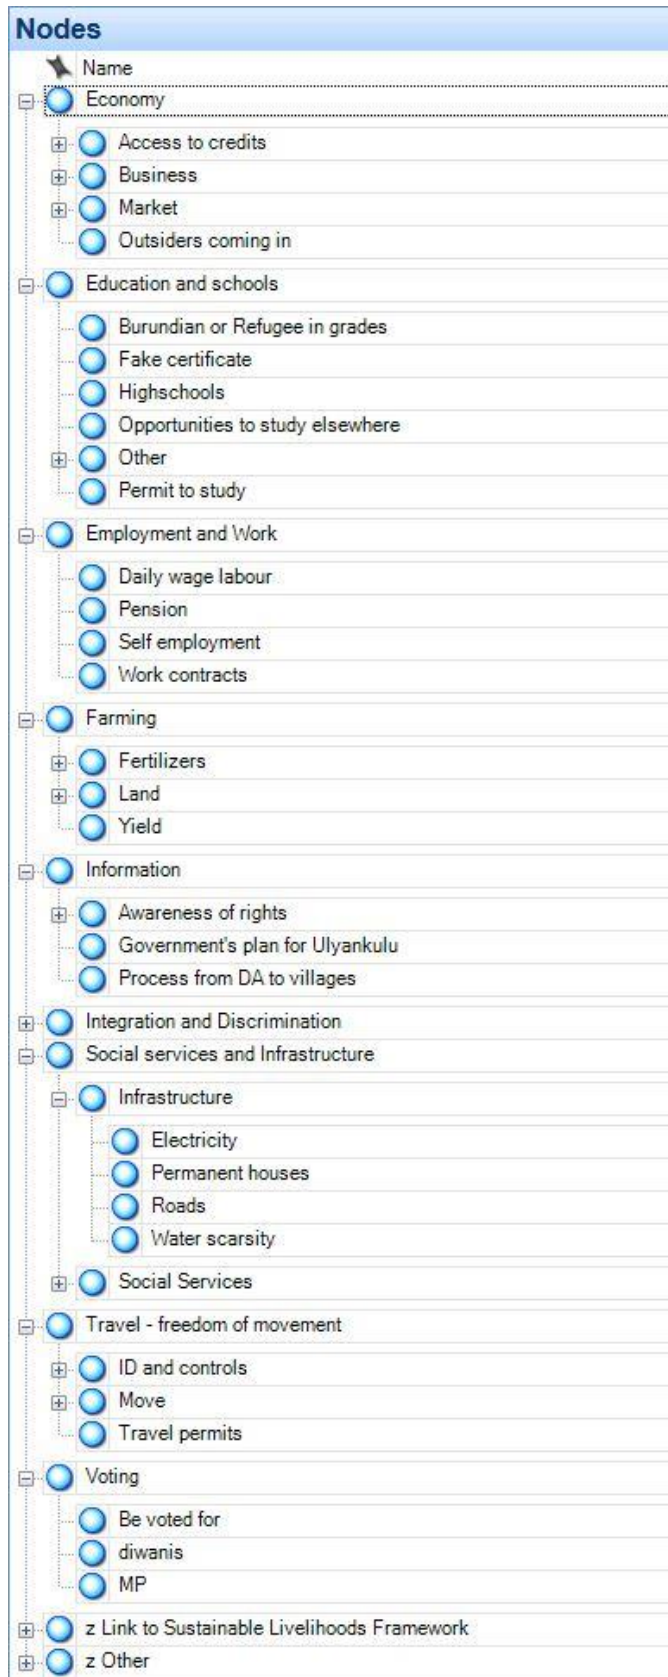 Nodes
Name
Economy
Access to credits
Business
Market
Outsiders coming in
Education and schools
Burundian or Refugee in grades
Fake certificate
Highschools
Opportunities to study elsewhere
Other
Permit to study
Employment and Work
Daily wage labour
Pension
Self employment
Work contracts
Farming
Fertilizers
Land
Yield
Information
Awareness of rights
Government's plan for Ulyankulu
Process from DA to villages
Integration and Discrimination
Social services and Infrastructure
Infrastructure
Electricity
Permanent houses
Roads
Water scarsity
Social Services
Travel - freedom of movement
ID and controls
Move
Travel permits
Voting
Be voted for
diwanis
MP
z Link to Sustainable Livelihoods Framework
z Other